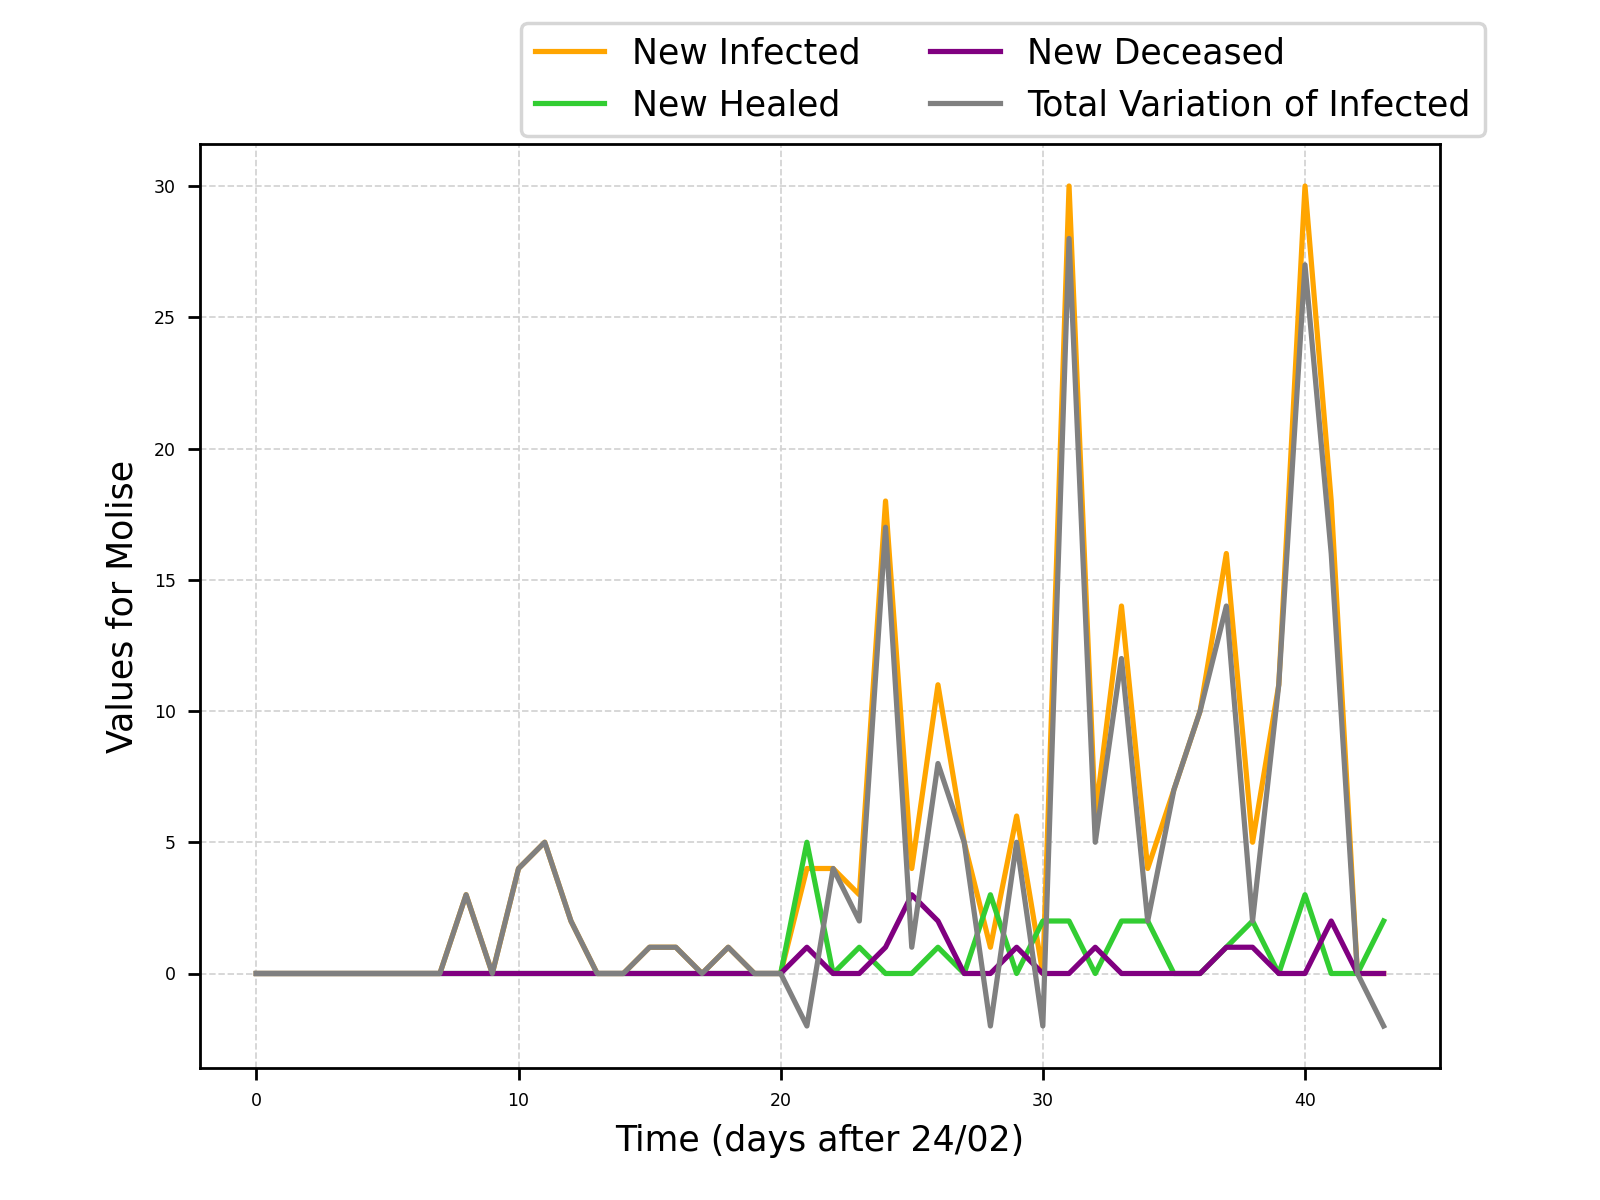 New Infected
New Healed
New Deceased
Total Variation of Infected
30
25
20
15
10
5
0
Values for Molise
0 10 20 30 40
Time (days after 24/02)